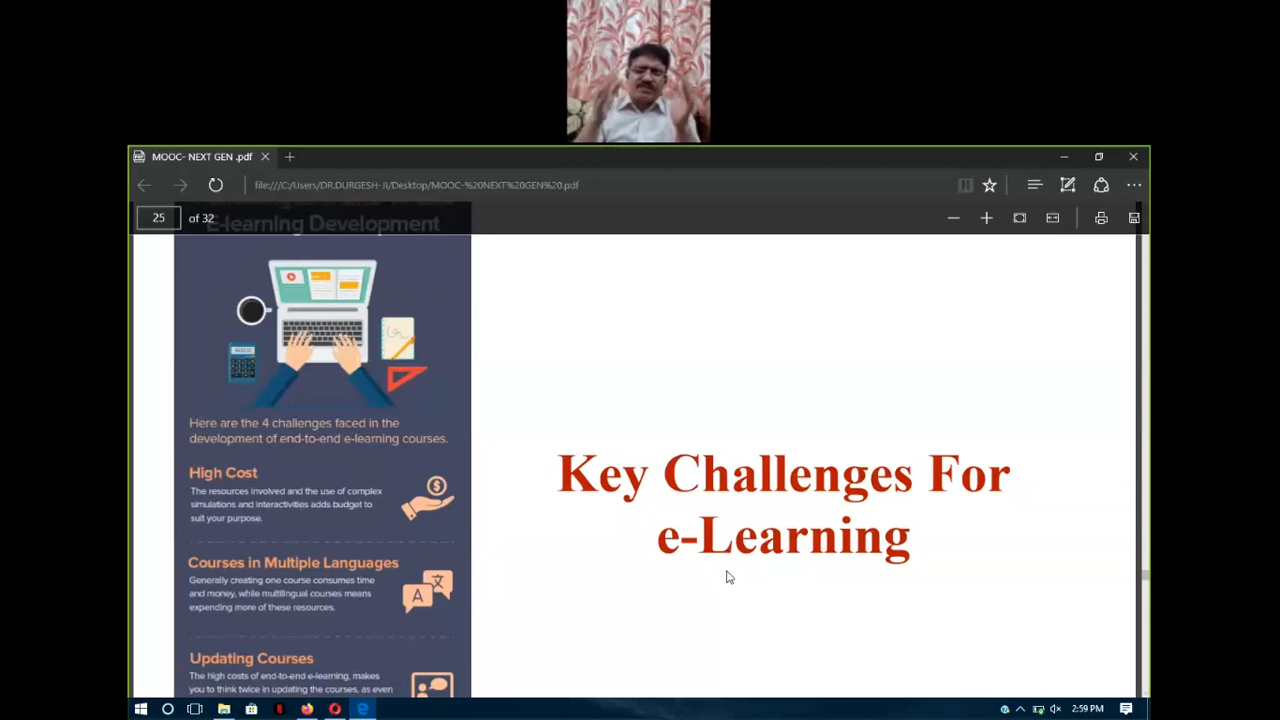 MOOC- NEXT GEN .pdf
file:///C:/Users/DR.DURGESH-JI/Desktop/MOOC-%20NEXT%20GEN%20.pdf
25 of 32
E-learning Development
Here are the 4 challenges faced in the
development of end-to-end e-learning courses.
High Cost
The resources involved and the use of complex
simulations and interactivities adds budget to
suit your purpose.
Courses in Multiple Languages
Generally creating one course consumes time
and money, while multilingual courses means
expending more of these resources.
A
文
Updating Courses
The high costs of end-to-end e-learning, makes
you to think twice in updating the courses, as even
Key Challenges For
e-Learning
2:59 PM